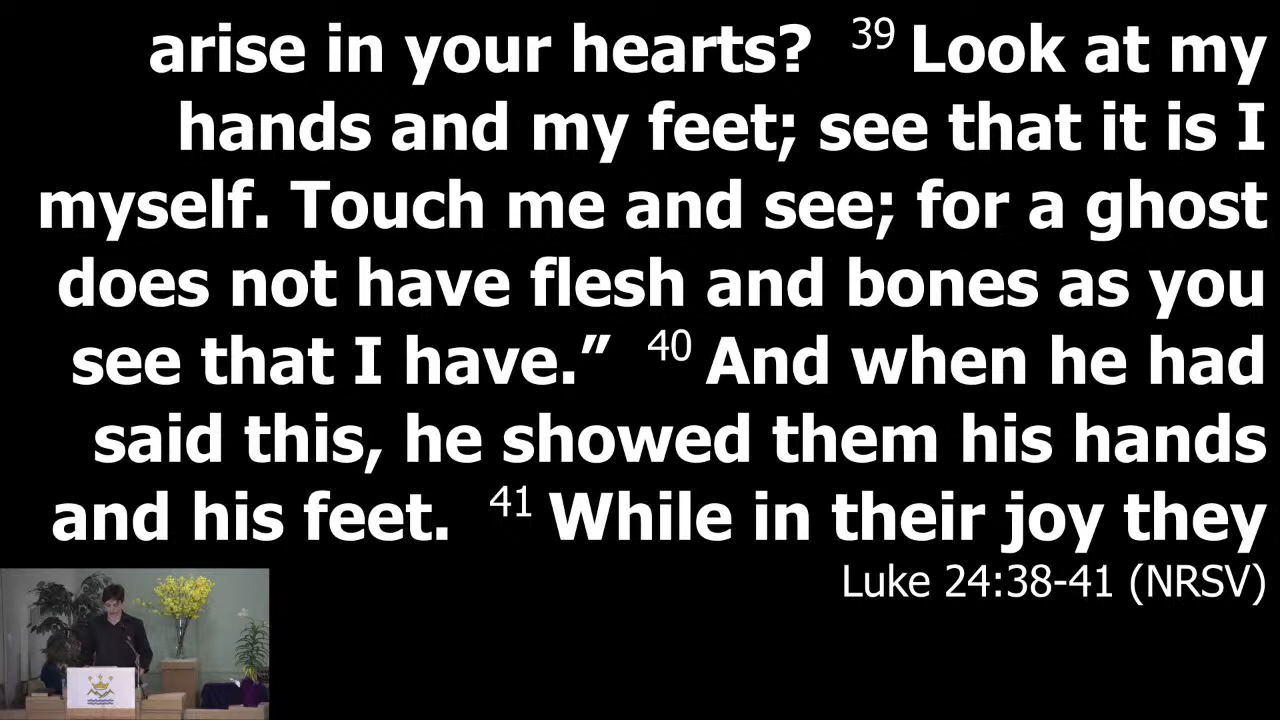 arise in your hearts? 39 Look at my
hands and my feet; see that it is I
myself. Touch me and see; for a ghost
does not have flesh and bones as you
see that I have.” 40 And when he had
said this, he showed them his hands
and his feet. 41 While in their joy they
Luke 24:38-41 (NRSV)